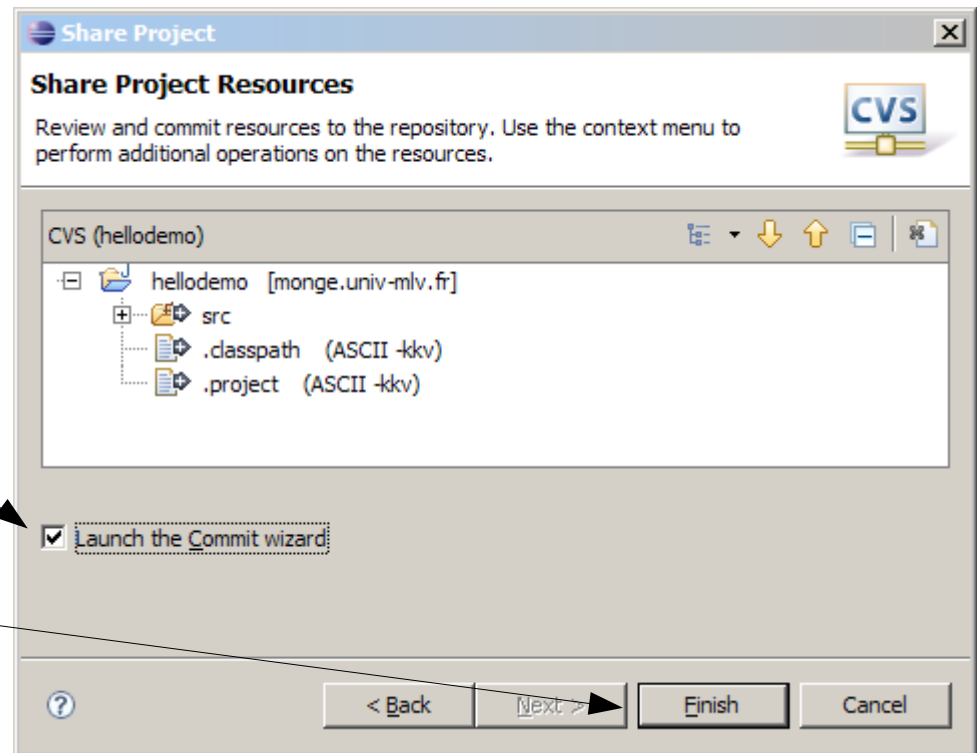 Share Project
Share Project Resources
Review and commit resources to the repository. Use the context menu to
perform additional operations on the resources.
CVS
CVS (hellodemo)
hellodemo [monge.univ-mlv.fr]
src
.classpath (ASCII -kkv)
.project (ASCII -kkv)
Launch the Commit wizard
< Back Next > Finish Cancel